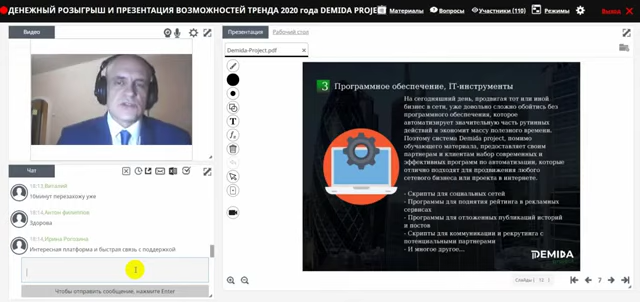 ДЕНЕЖНЫЙ РОЗЫГРЫШ И ПРЕЗЕНТАЦИЯ ВОЗМОЖНОСТЕЙ ТРЕНДА 2020 года DEMIDA PROJE
Материалы
Вопросы
Участники (110)
Режимы
Выход
Видео
Презентация
Рабочий стол
Demida-Project.pdf
3 Программное обеспечение, IT-инструменты
На сегодняшний день, продвигая тот или иной
бизнес в сети, уже довольно сложно обойтись без
программного обеспечения, которое
автоматизирует значительную часть рутинных
действий и экономит массу полезного времени.
Поэтому система Demida project, помимо
обучающего материала, предоставляет своим
партнерам и клиентам набор современных и
эффективных программ по автоматизации, которые
отлично подходят для продвижения любого
сетевого бизнеса или проекта в интернете.
- Скрипты для социальных сетей
- Программы для поднятия рейтинга в рекламных
сервисах
- Программы для отложенных публикаций историй
и постов
- Скрипты для коммуникации и рекрутинга с
потенциальными партнерами
- И многое другое...
DEMIDA
Чат
18:13, Виталий
10минут перезахожу уже
18:14, Антон филиппов
Здорова
18:14, Ирина Рогозина
Интересная платформа и быстрая связь с поддержкой
Чтобы отправить сообщение, нажмите Enter
Слайды ( 12 )
7